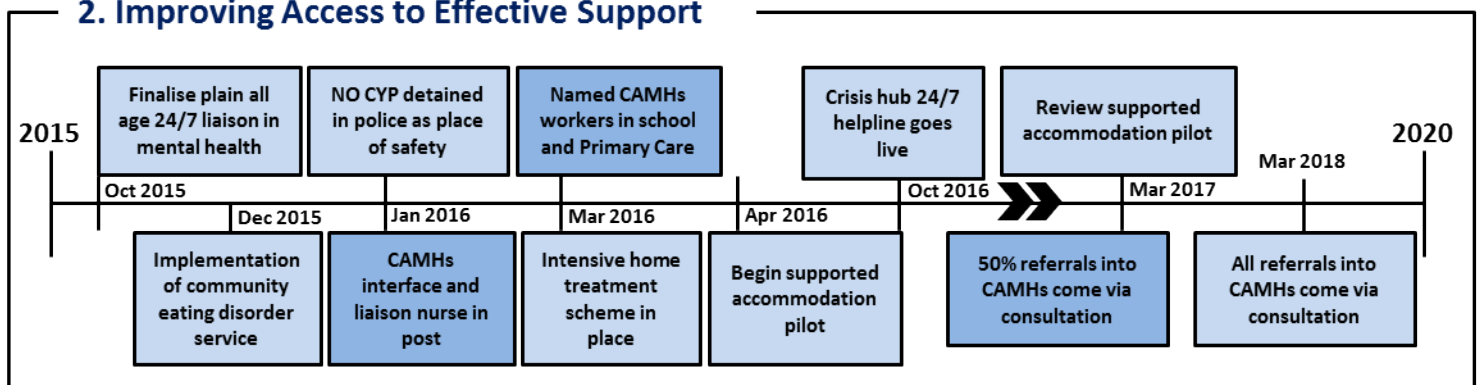 2. Improving Access to Effective Support
2015
Finalise plain all
age 24/7 liaison in
mental health
NO CYP detained
in police as place
of safety
Named CAMHs
workers in school
and Primary Care
Crisis hub 24/7
helpline goes
live
Review supported
accommodation pilot
2020
Mar 2018
Oct 2015
Dec 2015
Jan 2016
Mar 2016
Apr 2016
Oct 2016
Mar 2017
Implementation
of community
eating disorder
service
CAMHs
interface and
liaison nurse in
post
Intensive home
treatment
scheme in
place
Begin supported
accommodation
pilot
50% referrals into
CAMHs come via
consultation
All referrals into
CAMHs come via
consultation